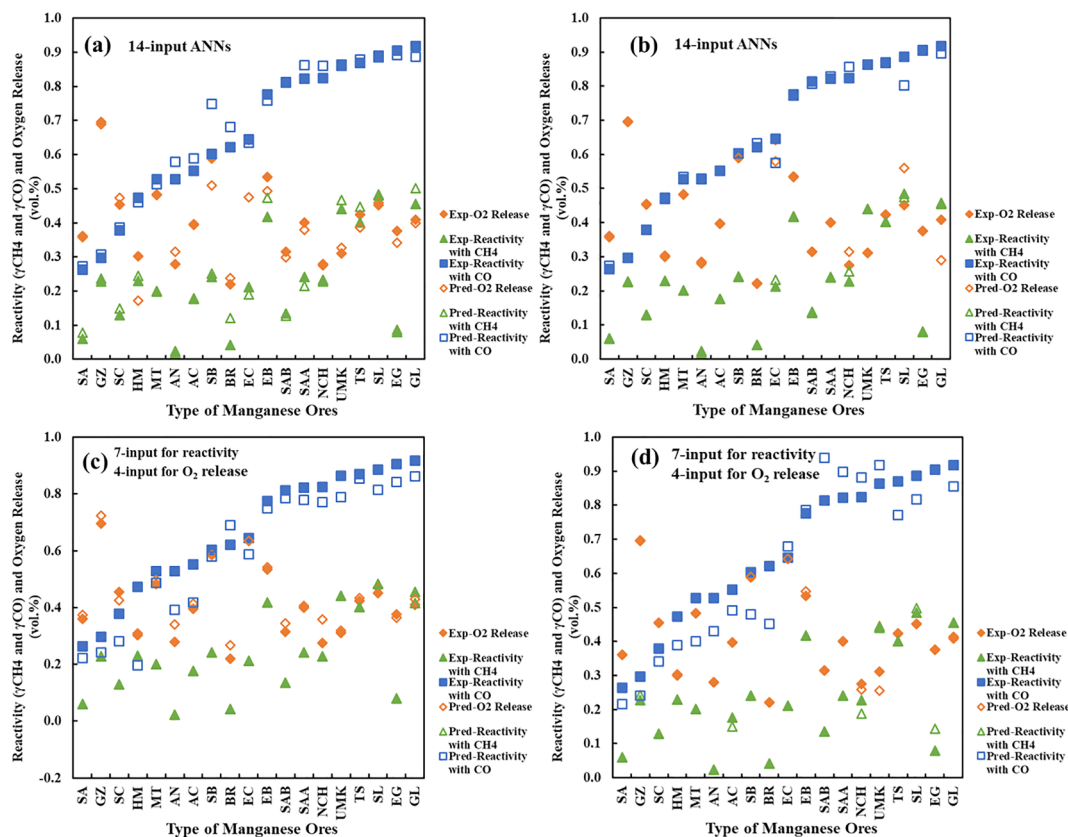 (a)
14-input ANNs
Reactivity (γCH4 and γCO) and Oxygen Release
(vol.%)
1.0
0.9
0.8
0.7
0.6
0.5
0.4
0.3
0.2
0.1
0.0
SA GZ SC HM MT AN AC SB BR EC EB SAB SAA NCH UMK TS SL EG GL
Type of Manganese Ores
Exp-O2 Release
Exp-Reactivity
with CH4
Exp-Reactivity
with CO
Pred-O2 Release
Pred-Reactivity
with CH4
Pred-Reactivity
with CO
(b)
14-input ANNs
Reactivity (γCH4 and γCO) and Oxygen Release
(vol.%)
1.0
0.9
0.8
0.7
0.6
0.5
0.4
0.3
0.2
0.1
0.0
SA GZ SC HM MT AN AC SB BR EC EB SAB SAA NCH UMK TS SL EG GL
Type of Manganese Ores
Exp-O2 Release
Exp-Reactivity
with CH4
Exp-Reactivity
with CO
Pred-O2 Release
Pred-Reactivity
with CH4
Pred-Reactivity
with CO
(c)
7-input for reactivity
4-input for O₂ release
Reactivity (γCH4 and γCO) and Oxygen Release
(vol.%)
1.0
0.8
0.6
0.4
0.2
0.0
-0.2
SA GZ SC HM MT AN AC SB BR EC EB SAB SAA NCH UMK TS SL EG GL
Type of Manganese Ores
Exp-O2 Release
Exp-Reactivity
with CH4
Exp-Reactivity
with CO
Pred-O2 Release
Pred-Reactivity
with CH4
Pred-Reactivity
with CO
(d)
7-input for reactivity
4-input for O₂ release
Reactivity (γCH4 and γCO) and Oxygen Release
(vol.%)
1.0
0.9
0.8
0.7
0.6
0.5
0.4
0.3
0.2
0.1
0.0
SA GZ SC HM MT AN AC SB BR EC EB SAB SAA NCH UMK TS SL EG GL
Type of Manganese Ores
Exp-O2 Release
Exp-Reactivity
with CH4
Exp-Reactivity
with CO
Pred-O2 Release
Pred-Reactivity
with CH4
Pred-Reactivity
with CO